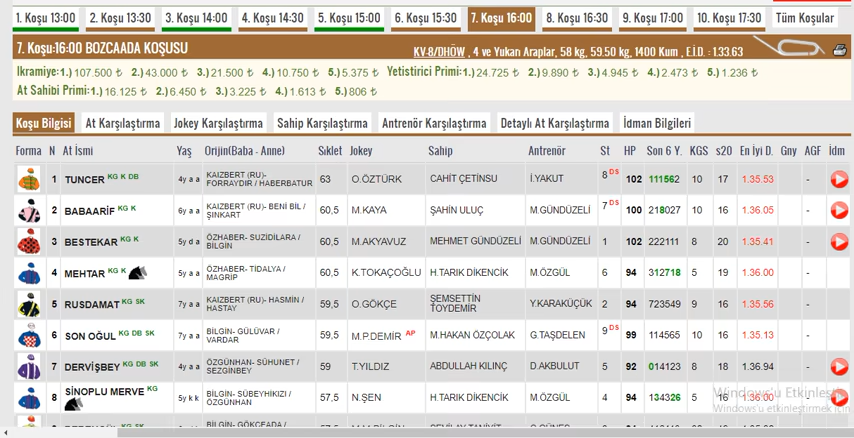 1. Koşu 13:00 2. Koşu 13:30 3. Koşu 14:00 4. Koşu 14:30 5. Koşu 15:00 6. Koşu 15:30 7. Koşu 16:00 8. Koşu 16:30 9. Koşu 17:00 10. Koşu 17:30 Tüm Koşular
7. Koşu:16:00 BOZCAADA KOŞUSU KV-8/DHÖW , 4 ve Yukarı Araplar, 58 kg, 59.50 kg, 1400 Kum , E.İ.D. : 1.33.63
Ikramiye:1.) 107.500 ₺ 2.) 43.000 ₺ 3.) 21.500 ₺ 4.) 10.750 ₺ 5.) 5.375 ₺ Yetistirici Primi:1.) 24.725 ₺ 2.) 9.890 ₺ 3.) 4.945 ₺ 4.) 2.473 ₺ 5.) 1.236 ₺
At Sahibi Primi:1.) 16.125 ₺ 2.) 6.450 ₺ 3.) 3.225 ₺ 4.) 1.613 ₺ 5.) 806 ₺
Koşu Bilgisi At Karşılaştırma Jokey Karşılaştırma Sahip Karşılaştırma Antrenör Karşılaştırma Detaylı At Karşılaştırma İdman Bilgileri
Forma N At İsmi Yaş Orijin(Baba - Anne) Sıklet Jokey Sahip Antrenör St HP Son 6 Y. KGS s20 En İyi D. Gny AGF İdm
1 TUNCER KG K DB 4y a a KAIZBERT (RU)- FORRAYDIR / HABERBATUR 63 O.ÖZTÜRK CAHİT ÇETİNSU İ.YAKUT 8 DS 102 111562 10 17 1.35.53 -
2 BABAARİF KG K 6y a a KAIZBERT (RU)- BENİ BİL / ŞINKART 60,5 M.KAYA ŞAHİN ULUÇ M.GÜNDÜZELİ 7 DS 100 218027 10 16 1.36.05 -
3 BESTEKAR KG K 5y d a ÖZHABER- SUZİDİLARA / BİLGİN 60,5 M.AKYAVUZ MEHMET GÜNDÜZELİ M.GÜNDÜZELİ 1 102 222111 8 20 1.35.41 -
4 MEHTAR KG K 5y a a ÖZHABER- TİDALYA / MAGRİP 60,5 K.TOKAÇOĞLU H.TARIK DİKENCİK M.ÖZGÜL 6 94 312718 5 19 1.36.00 -
5 RUSDAMAT KG SK 7y a a KAIZBERT (RU)- HASMİN / HASTAY 59,5 O.GÖKÇE ŞEMSETTİN TOYDEMİR Y.KARAKÜÇÜK 2 94 723549 9 16 1.35.56 -
6 SON OĞUL KG DB SK 7y a a BİLGİN- GÜLÜVAR / VARDAR 59,5 M.P.DEMİR AP M.HAKAN ÖZÇOLAK G.TAŞDELEN 9 DS 99 114565 10 16 1.35.13 -
7 DERVİŞBEY KG DB SK 4y a a ÖZGÜNHAN- SÜHUNET / SEZGINBEY 59 T.YILDIZ ABDULLAH KILINÇ D.AKBULUT 5 92 014123 8 18 1.36.94 -
8 SİNOPLU MERVE KG 5y k k BİLGİN- SÜBEYHIKIZI / ÖZGÜNHAN 57,5 N.ŞEN H.TARIK DİKENCİK M.ÖZGÜL 4 94 134326 5 16 1.36.00 -
Windows'u Etkinleştir
Windows'u etkinleştirmek için